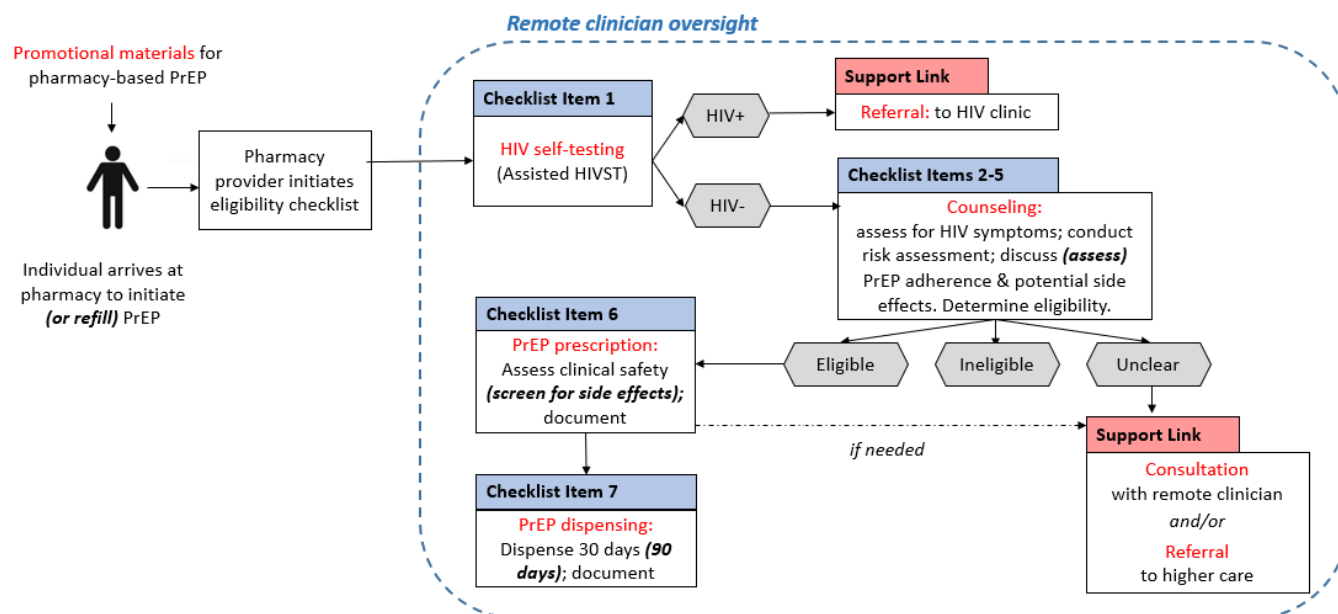 Remote clinician oversight
Promotional materials for
pharmacy-based PrEP
Individual arrives at
pharmacy to initiate
(or refill) PrEP
Pharmacy
provider initiates
eligibility checklist
Checklist Item 1
HIV self-testing
(Assisted HIVST)
HIV+
HIV-
Support Link
Referral: to HIV clinic
Checklist Items 2-5
Counseling:
assess for HIV symptoms; conduct
risk assessment; discuss (assess)
PrEP adherence & potential side
effects. Determine eligibility.
Eligible
Ineligible
Unclear
Checklist Item 6
PrEP prescription:
Assess clinical safety
(screen for side effects);
document
if needed
Support Link
Consultation
with remote clinician
and/or
Referral
to higher care
Checklist Item 7
PrEP dispensing:
Dispense 30 days (90
days); document